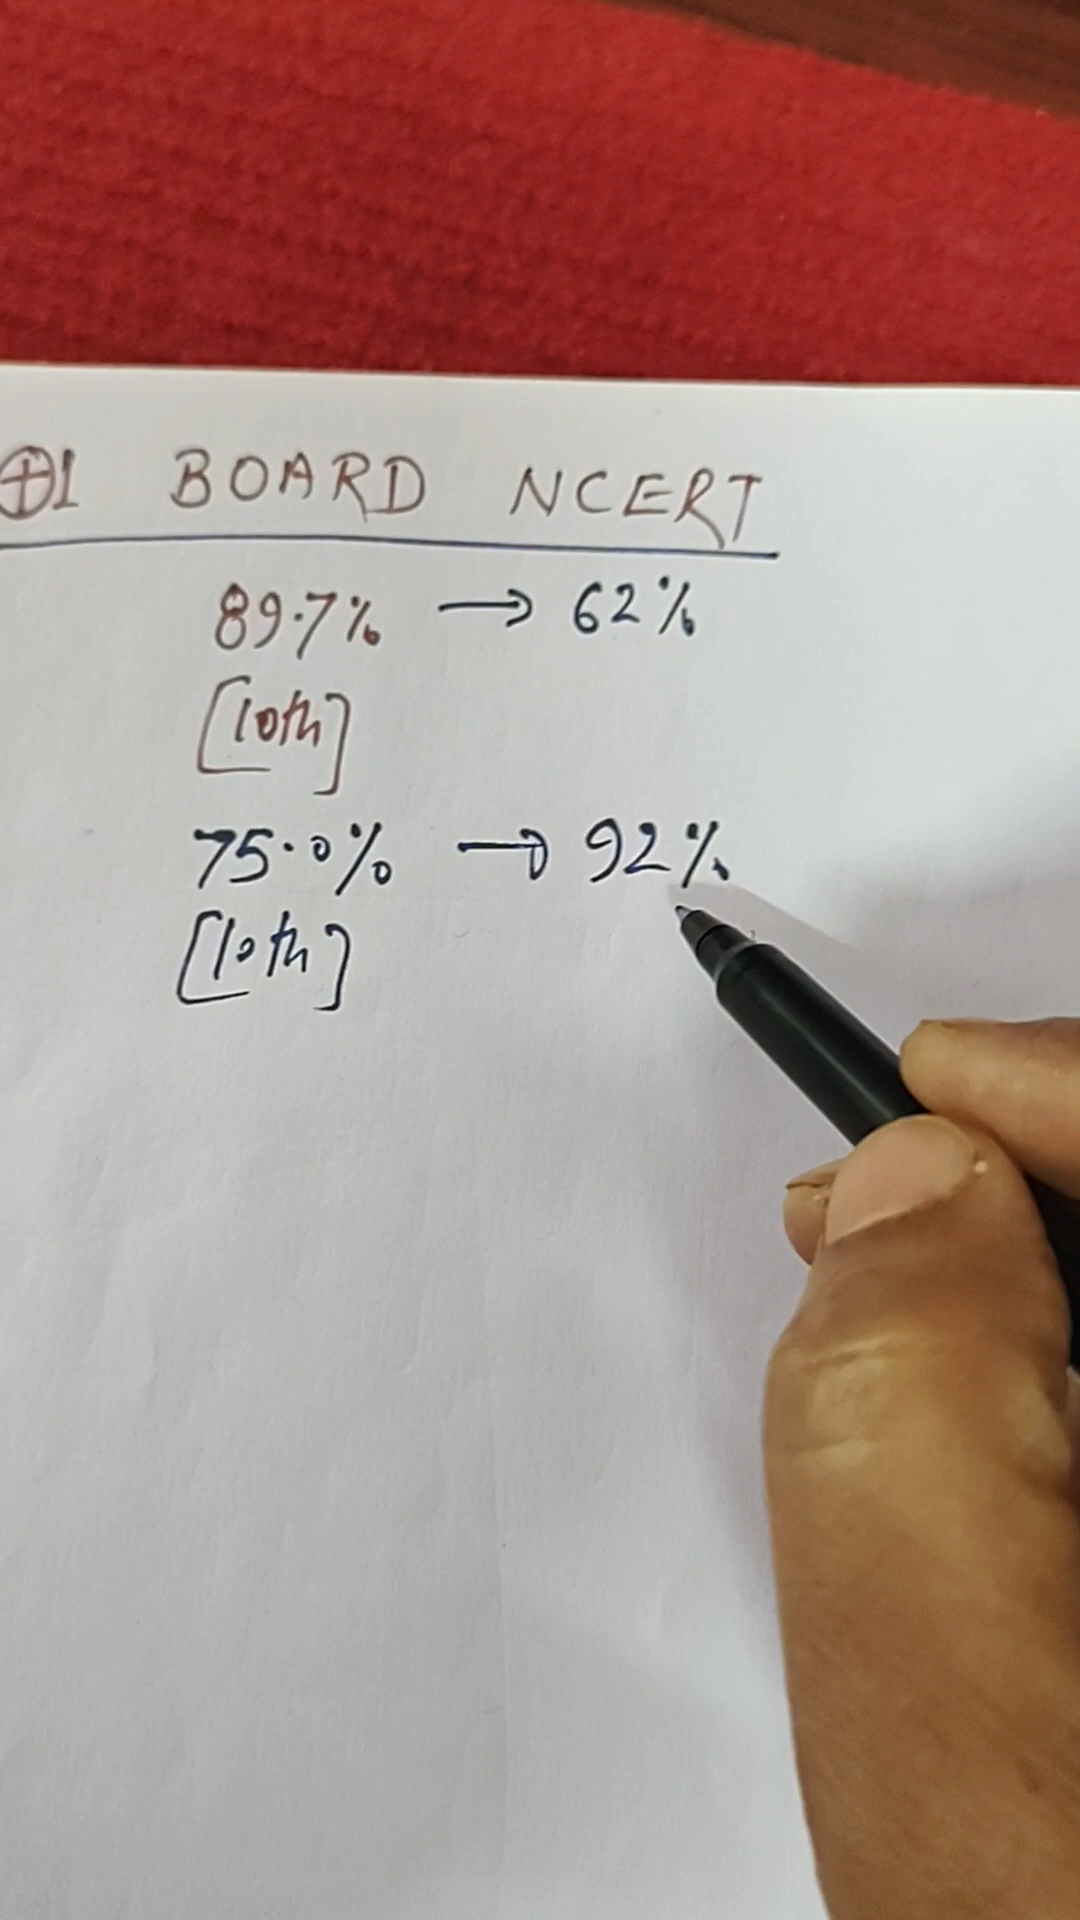 ⊕1 BOARD NCERT
89.7% → 62%
[10th]
75.0% → 92%
[10th]